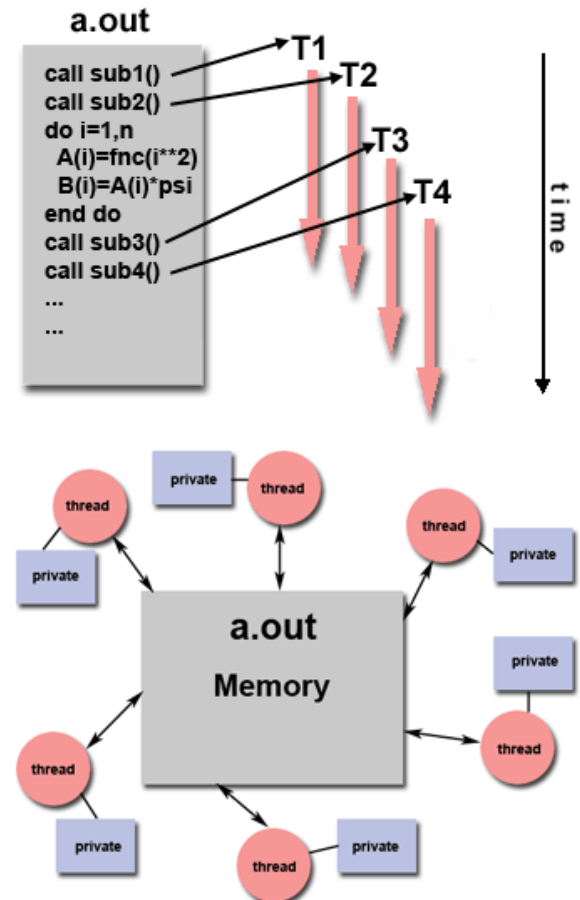 a.out
call sub1()
call sub2()
do i=1,n
A(i)=fnc(i**2)
B(i)=A(i)*psi
end do
call sub3()
call sub4()
...
...
T1
T2
T3
T4
time
private
thread
thread
private
thread
private
a.out
Memory
private
thread
thread
private
thread
private